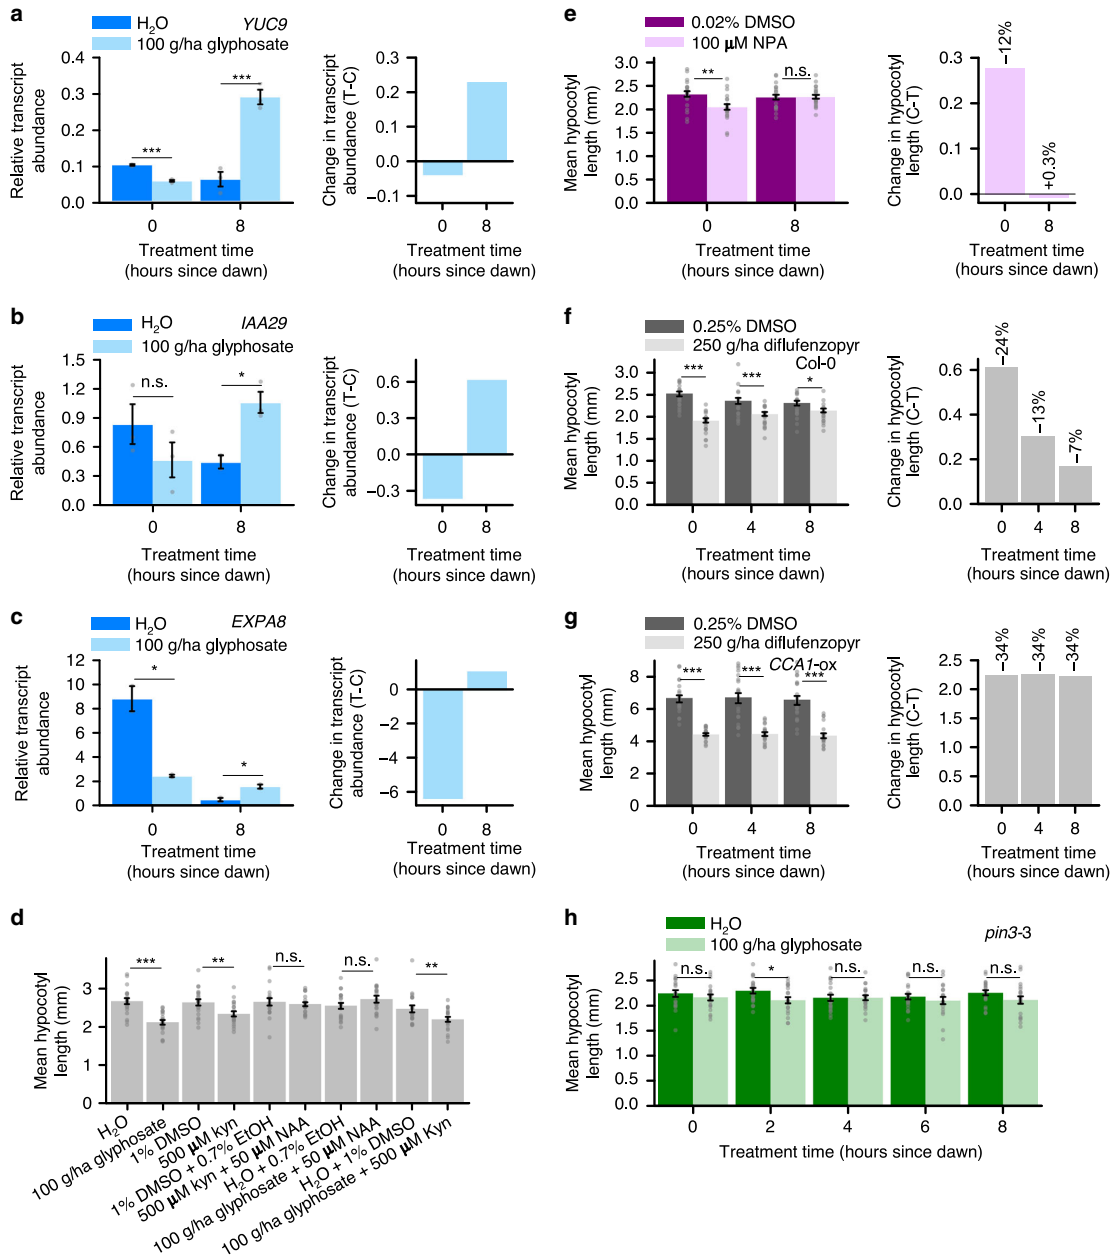 a
H₂O
YUC9
100 g/ha glyphosate
Relative transcript
abundance
0.4
0.3
0.2
0.1
0.0
***
***
0
8
Treatment time
(hours since dawn)
Change in transcript
abundance (T-C)
0.3
0.2
0.1
0.0
−0.1
0
8
Treatment time
(hours since dawn)
b
H₂O
IAA29
100 g/ha glyphosate
Relative transcript
abundance
1.5
1.2
0.9
0.6
0.3
0.0
n.s.
*
0
8
Treatment time
(hours since dawn)
Change in transcript
abundance (T-C)
0.6
0.3
0.0
−0.3
0
8
Treatment time
(hours since dawn)
c
H₂O
EXPA8
100 g/ha glyphosate
Relative transcript
abundance
12
10
8
6
4
2
0
*
*
0
8
Treatment time
(hours since dawn)
Change in transcript
abundance (T-C)
0
−2
−4
−6
0
8
Treatment time
(hours since dawn)
d
Mean hypocotyl
length (mm)
3
2
1
0
***
**
n.s.
n.s.
**
H₂O
100 g/ha glyphosate
1% DMSO
500 μM kyn
1% DMSO + 0.7% EtOH
500 μM kyn + 50 μM NAA
H₂O + 0.7% EtOH
100 g/ha glyphosate + 50 μM NAA
H₂O + 1% DMSO
100 g/ha glyphosate + 500 μM Kyn
e
0.02% DMSO
100 μM NPA
Mean hypocotyl
length (mm)
3.0
2.5
2.0
1.5
1.0
0.5
0.0
**
n.s.
0
8
Treatment time
(hours since dawn)
Change in hypocotyl
length (C–T)
0.3
0.2
0.1
0.0
−12%
+0.3%
0
8
Treatment time
(hours since dawn)
f
0.25% DMSO
250 g/ha diflufenzopyr
Col-0
Mean hypocotyl
length (mm)
3.0
2.5
2.0
1.5
1.0
0.5
0.0
***
***
*
0
4
8
Treatment time
(hours since dawn)
Change in hypocotyl
length (C–T)
0.6
0.4
0.2
0.0
−24%
−13%
−7%
0
4
8
Treatment time
(hours since dawn)
g
0.25% DMSO
250 g/ha diflufenzopyr
CCA1-ox
Mean hypocotyl
length (mm)
8
6
4
2
0
***
***
***
0
4
8
Treatment time
(hours since dawn)
Change in hypocotyl
length (C–T)
2.5
2.0
1.5
1.0
0.5
0.0
−34%
−34%
−34%
0
4
8
Treatment time
(hours since dawn)
h
H₂O
pin3-3
100 g/ha glyphosate
Mean hypocotyl
length (mm)
2.5
2.0
1.5
1.0
2.5
0.0
n.s.
*
n.s.
n.s.
n.s.
0
2
4
6
8
Treatment time (hours since dawn)